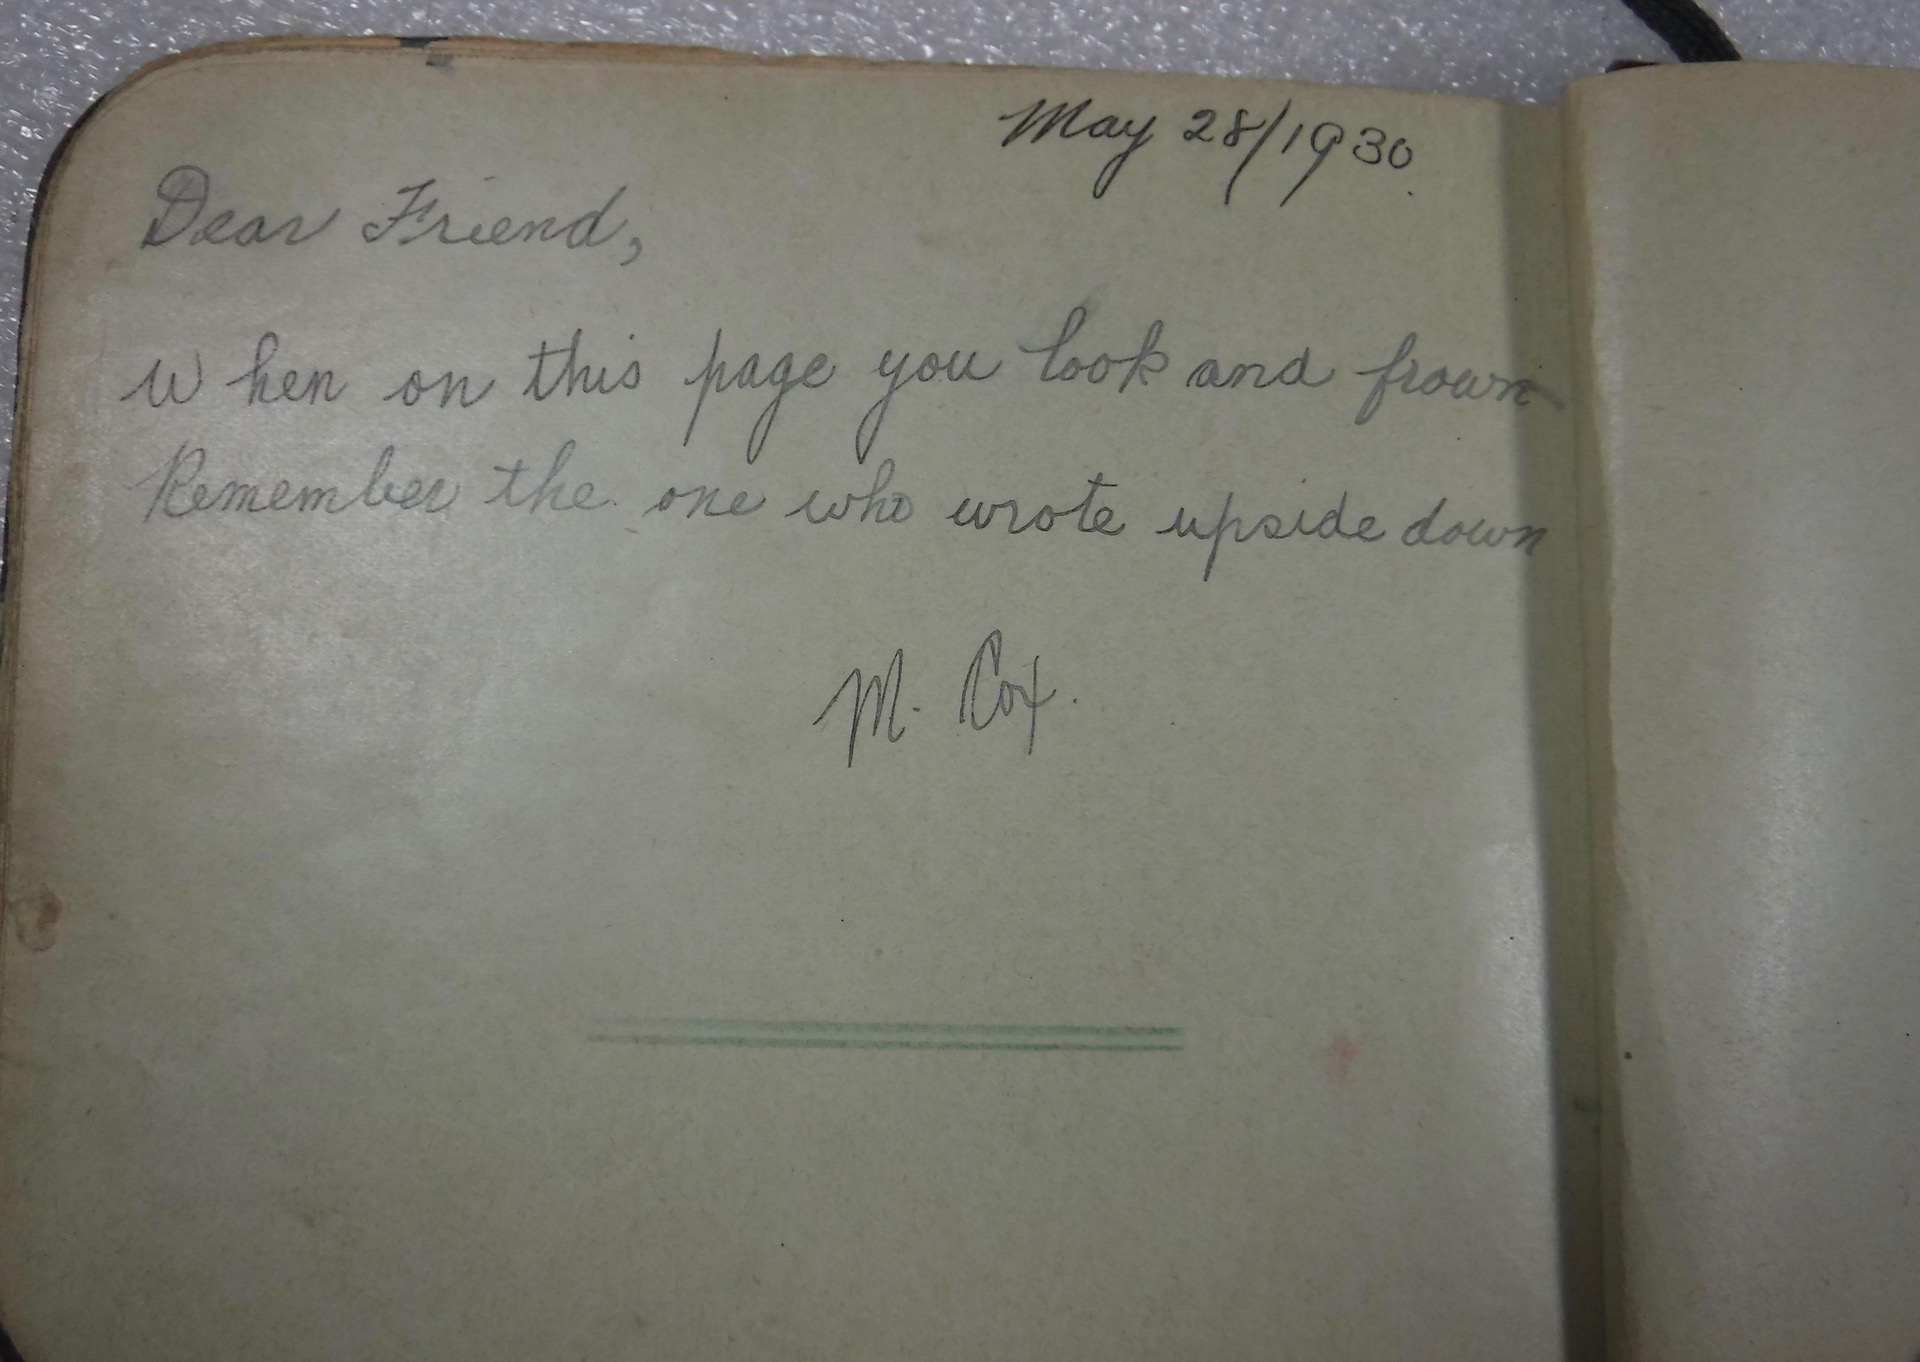 May 28/1930.
Dear Friend,
When on this page you look and frown
Remember the one who wrote upside down
M. Cox.